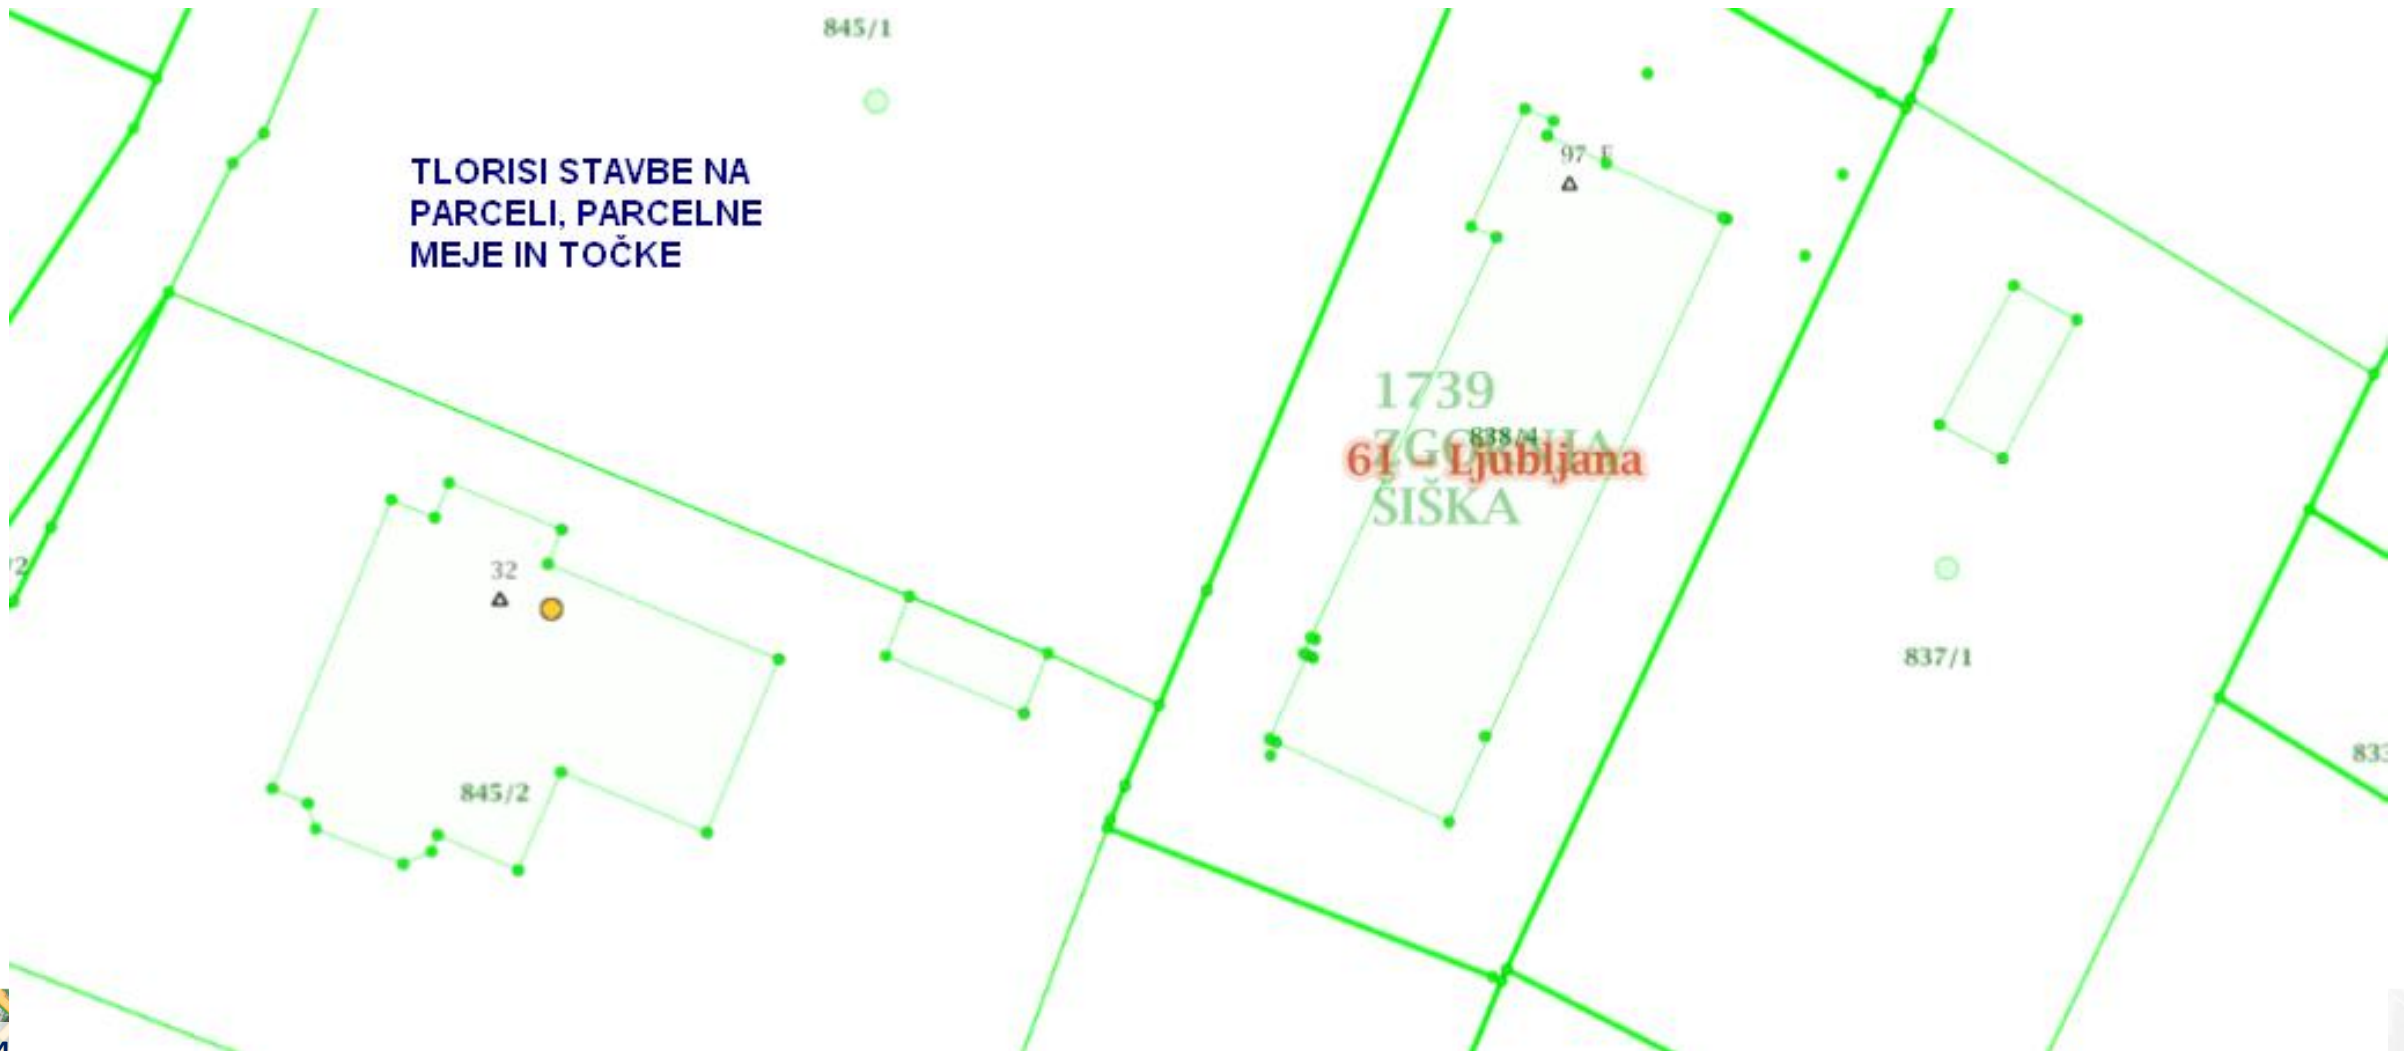 845/1
TLORISI STAVBE NA
PARCELI, PARCELNE
MEJE IN TOČKE
97
1739
838/4
ZGORNJA
61 - Ljubljana
ŠIŠKA
32
837/1
845/2